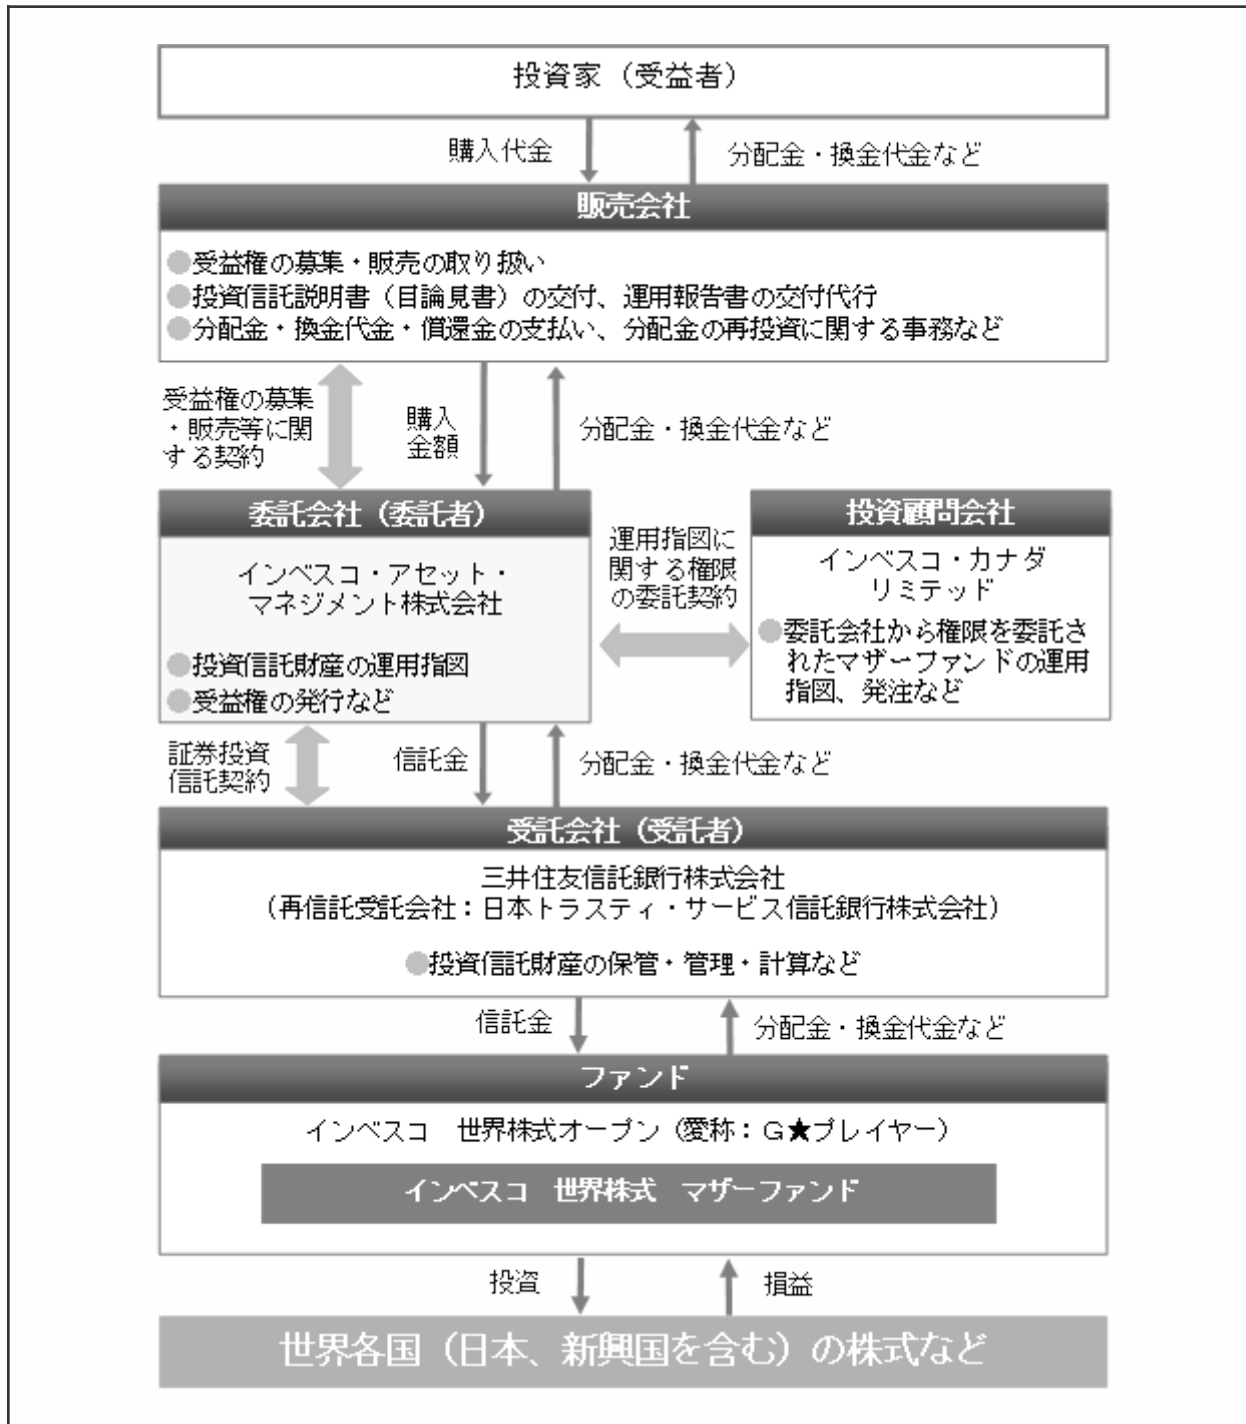 投資家（受益者）
購入代金
分配金・換金代金など
販売会社
●受益権の募集・販売の取り扱い
●投資信託説明書（目論見書）の交付、運用報告書の交付代行
●分配金・換金代金・償還金の支払い、分配金の再投資に関する事務など
受益権の募集
・販売等に関
する契約
購入
金額
分配金・換金代金など
委託会社（委託者）
インベスコ・アセット・
マネジメント株式会社
●投資信託財産の運用指図
●受益権の発行など
運用指図に
関する権限
の委託契約
投資顧問会社
インベスコ・カナダ
リミテッド
●委託会社から権限を委託さ
れたマザーファンドの運用
指図、発注など
証券投資
信託契約
信託金
分配金・換金代金など
受託会社（受託者）
三井住友信託銀行株式会社
（再信託受託会社：日本トラスティ・サービス信託銀行株式会社）
●投資信託財産の保管・管理・計算など
信託金
分配金・換金代金など
ファンド
インベスコ　世界株式オープン（愛称：Ｇ★プレイヤー）
インベスコ　世界株式　マザーファンド
投資
損益
世界各国（日本、新興国を含む）の株式など